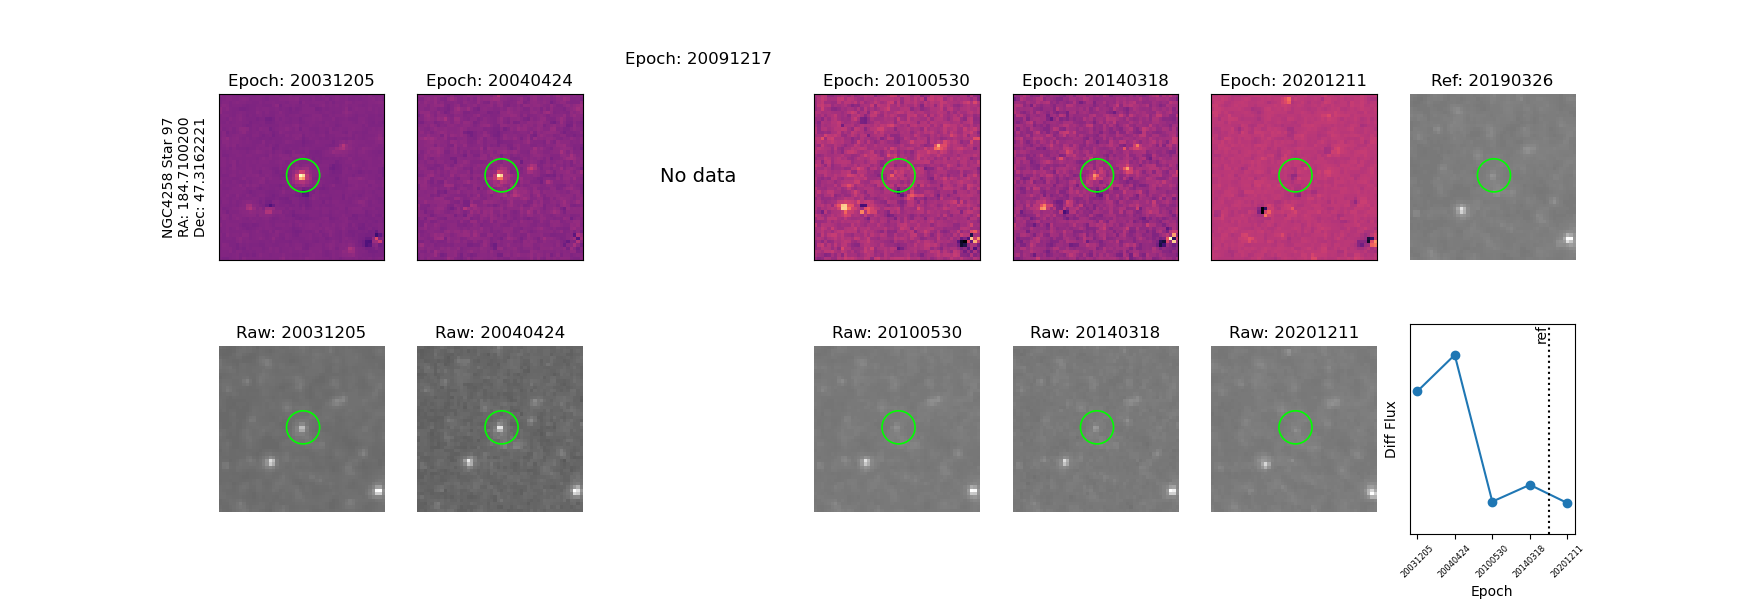 Epoch: 20091217
Epoch: 20031205
Epoch: 20040424
Epoch: 20100530
Epoch: 20140318
Epoch: 20201211
Ref: 20190326
NGC4258 Star 97
RA: 184.7100200
Dec: 47.3162221
No data
Raw: 20031205
Raw: 20040424
Raw: 20100530
Raw: 20140318
Raw: 20201211
ref
Diff Flux
20031205
20040424
20100530
20140318
20201211
Epoch